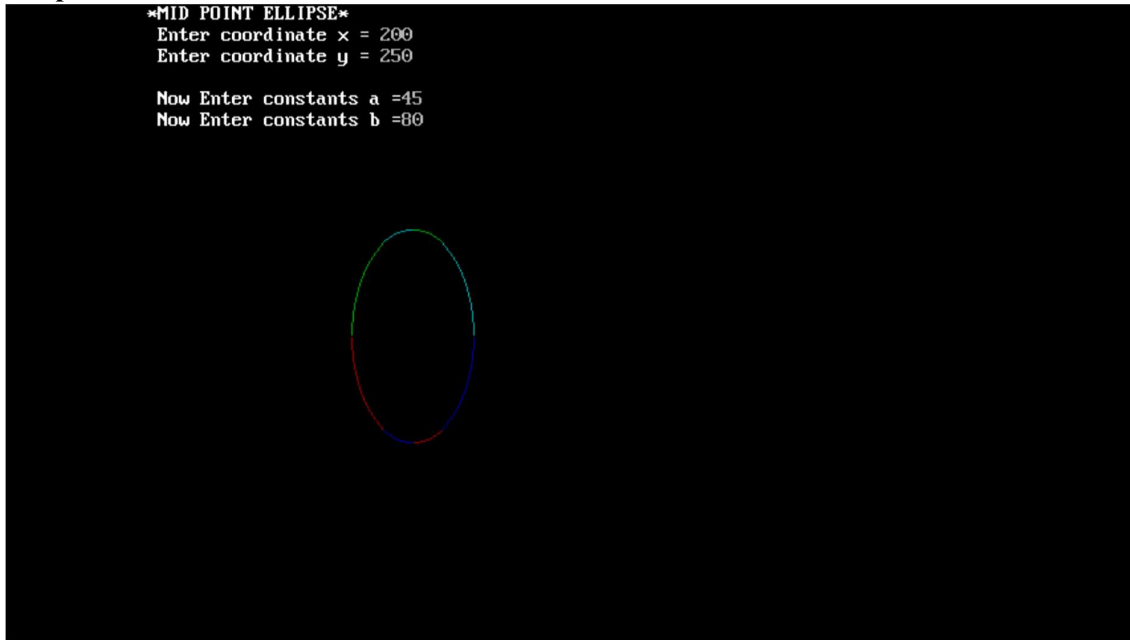 *MID POINT ELLIPSE*
Enter coordinate x = 200
Enter coordinate y = 250
Now Enter constants a =45
Now Enter constants b =80